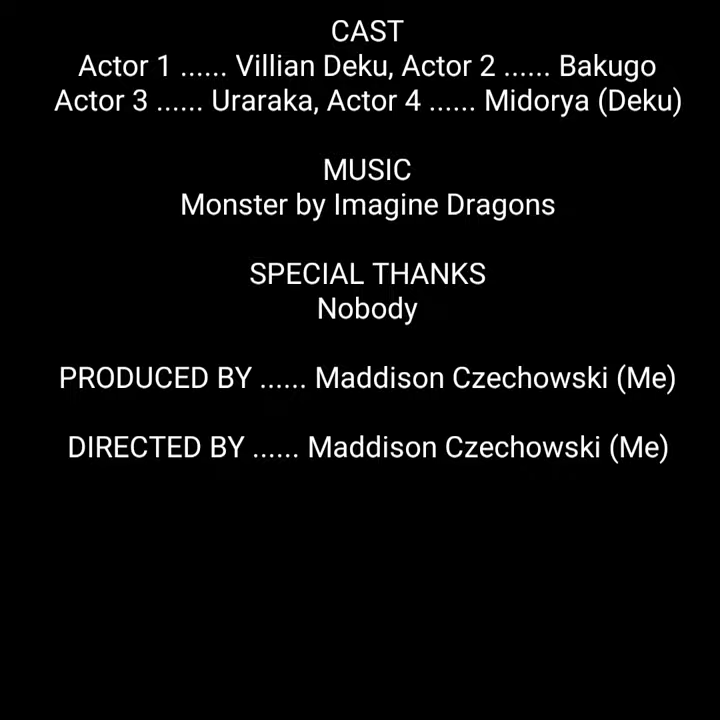 CAST
Actor 1 ...... Villian Deku, Actor 2 ...... Bakugo
Actor 3 ...... Uraraka, Actor 4 ...... Midorya (Deku)
MUSIC
Monster by Imagine Dragons
SPECIAL THANKS
Nobody
PRODUCED BY ...... Maddison Czechowski (Me)
DIRECTED BY ...... Maddison Czechowski (Me)